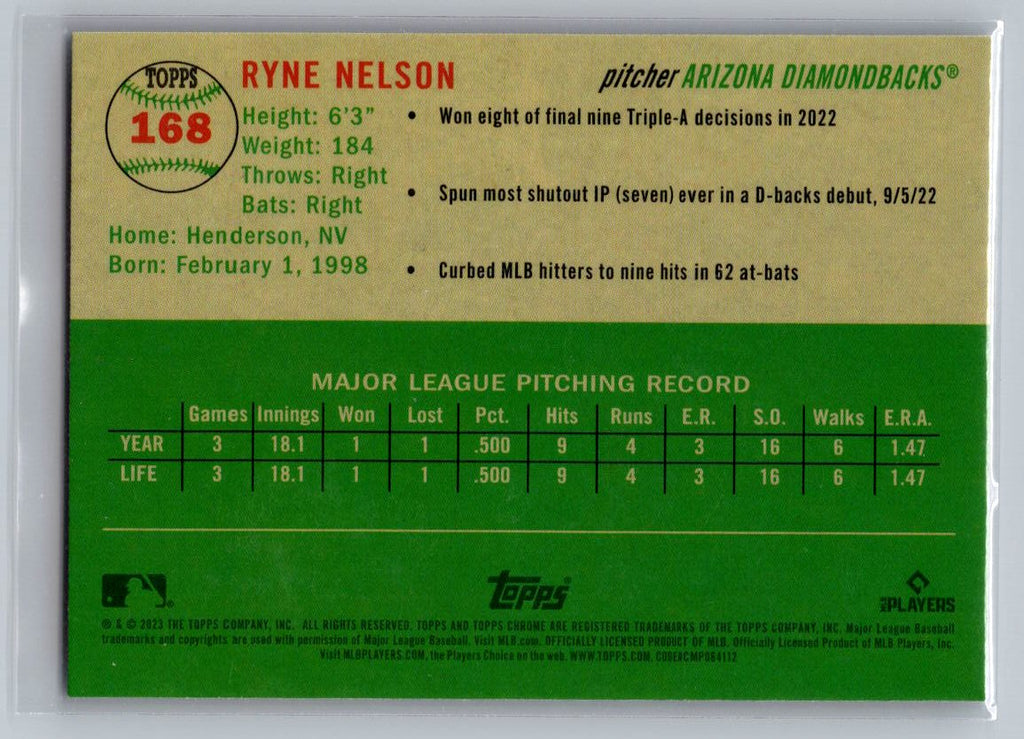 TOPPS
168
RYNE NELSON
pitcher ARIZONA DIAMONDBACKS®
Height: 6'3"
Weight: 184
Throws: Right
Bats: Right
Home: Henderson, NV
Born: February 1, 1998
• Won eight of final nine Triple-A decisions in 2022
• Spun most shutout IP (seven) ever in a D-backs debut, 9/5/22
• Curbed MLB hitters to nine hits in 62 at-bats
MAJOR LEAGUE PITCHING RECORD
Games Innings Won Lost Pct. Hits Runs E.R. S.O. Walks E.R.A.
YEAR 3 18.1 1 1 .500 9 4 3 16 6 1.47
LIFE 3 18.1 1 1 .500 9 4 3 16 6 1.47
Topps®
MLB PLAYERS
® & © 2023 THE TOPPS COMPANY, INC. ALL RIGHTS RESERVED. TOPPS AND TOPPS CHROME ARE REGISTERED TRADEMARKS OF THE TOPPS COMPANY, INC. Major League Baseball
trademarks and copyrights are used with permission of Major League Baseball. Visit MLB.com. OFFICIALLY LICENSED PRODUCT OF MLB. Officially Licensed Product of MLB Players, Inc.
Visit MLBPLAYERS.COM, the Players Choice on the web. WWW.TOPPS.COM. CODE#CMP084112